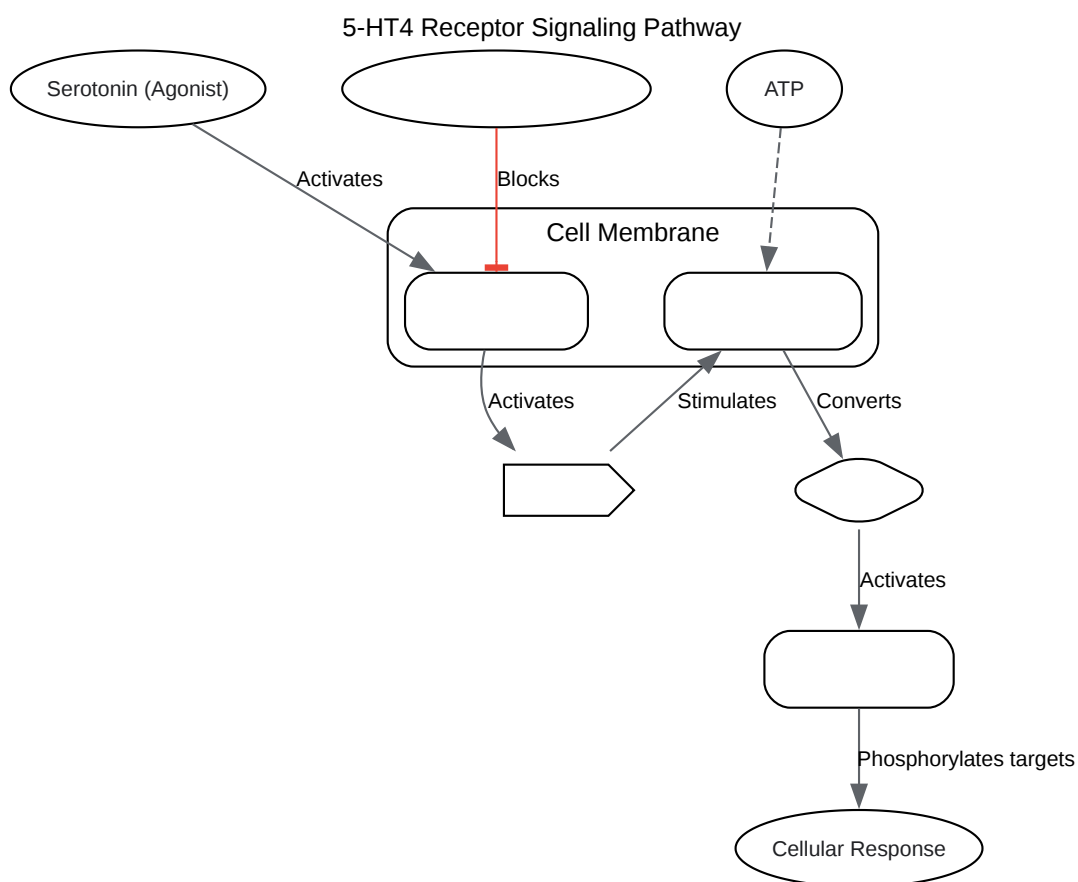 5-HT4 Receptor Signaling Pathway
Serotonin (Agonist)
ATP
Activates
Blocks
Cell Membrane
Activates
Stimulates
Converts
Activates
Phosphorylates targets
Cellular Response